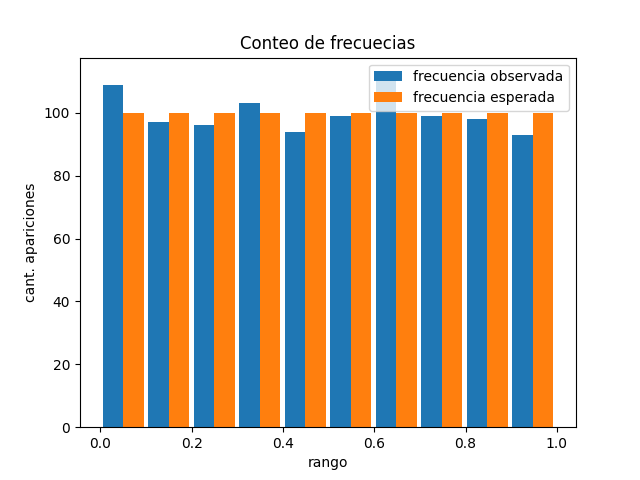 Conteo de frecuecias
frecuencia observada
frecuencia esperada
100
80
60
40
20
0
cant. apariciones
0.0 0.2 0.4 0.6 0.8 1.0
rango